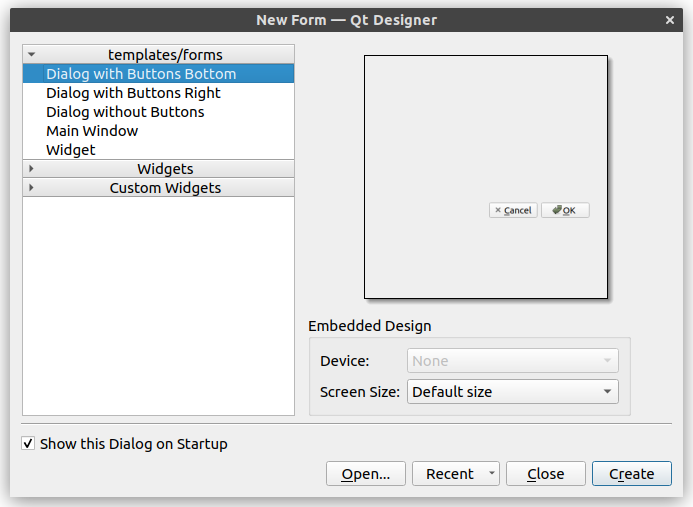 New Form — Qt Designer
templates/forms
Dialog with Buttons Bottom
Dialog with Buttons Right
Dialog without Buttons
Main Window
Widget
Widgets
Custom Widgets
Cancel OK
Embedded Design
Device: None
Screen Size: Default size
Show this Dialog on Startup
Open... Recent Close Create